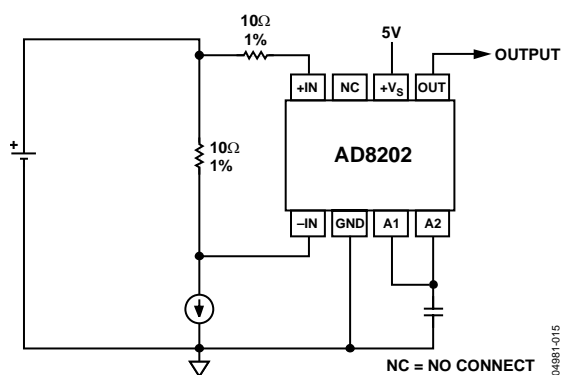 10Ω
1%
5V
OUTPUT
+IN NC +VS OUT
+
10Ω
1%
AD8202
–IN GND A1 A2
NC = NO CONNECT
04981-015